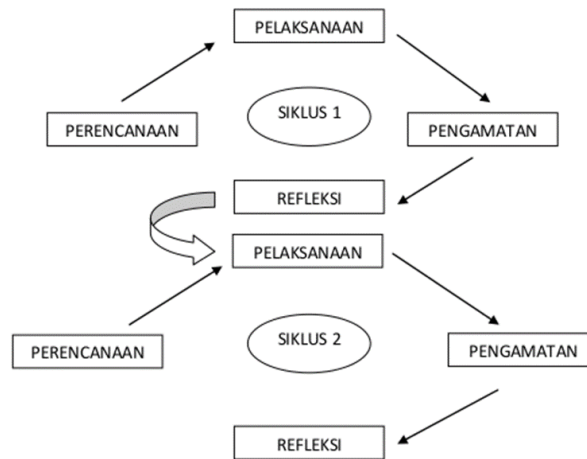 PELAKSANAAN
SIKLUS 1
PERENCANAAN
PENGAMATAN
REFLEKSI
PELAKSANAAN
SIKLUS 2
PERENCANAAN
PENGAMATAN
REFLEKSI